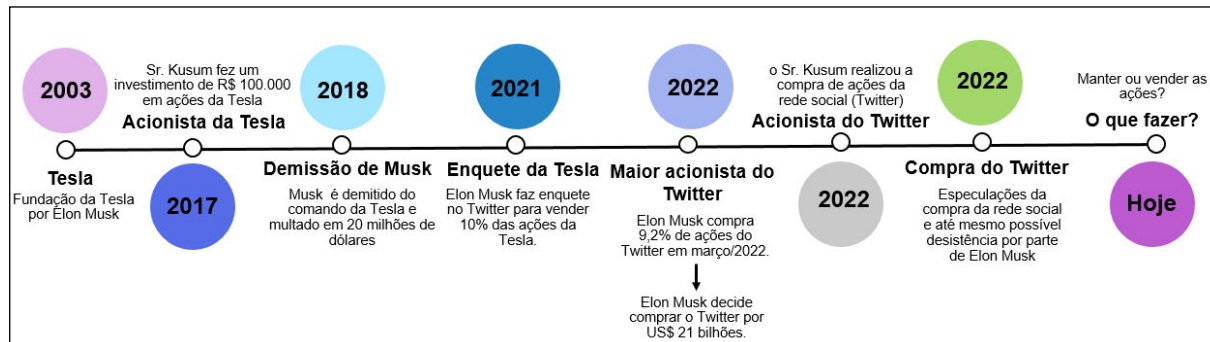 2003
Tesla
Fundação da Tesla
por Elon Musk
Sr. Kusum fez um
investimento de R$ 100.000
em ações da Tesla
Acionista da Tesla
2017
2018
Demissão de Musk
Musk é demitido do
comando da Tesla e
multado em 20 milhões de
dólares
2021
Enquete da Tesla
Elon Musk faz enquete
no Twitter para vender
10% das ações da
Tesla.
2022
Maior acionista do
Twitter
Elon Musk compra
9,2% de ações do
Twitter em março/2022.
Elon Musk decide
comprar o Twitter por
US$ 21 bilhões.
o Sr. Kusum realizou a
compra de ações da
rede social (Twitter)
Acionista do Twitter
2022
2022
Compra do Twitter
Especulações da
compra da rede social
e até mesmo possível
desistência por parte
de Elon Musk
Manter ou vender as
ações?
O que fazer?
Hoje